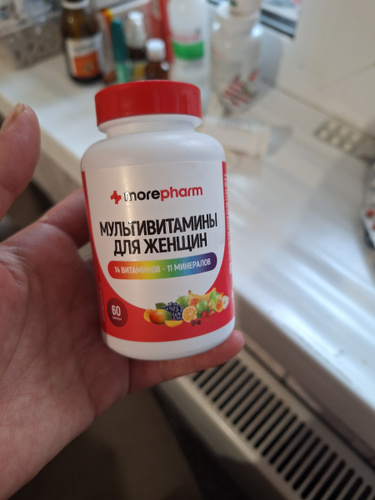 morepharm
МУЛЬТИВИТАМИНЫ
ДЛЯ ЖЕНЩИН
14 ВИТАМИНОВ · 11 МИНЕРАЛОВ
60